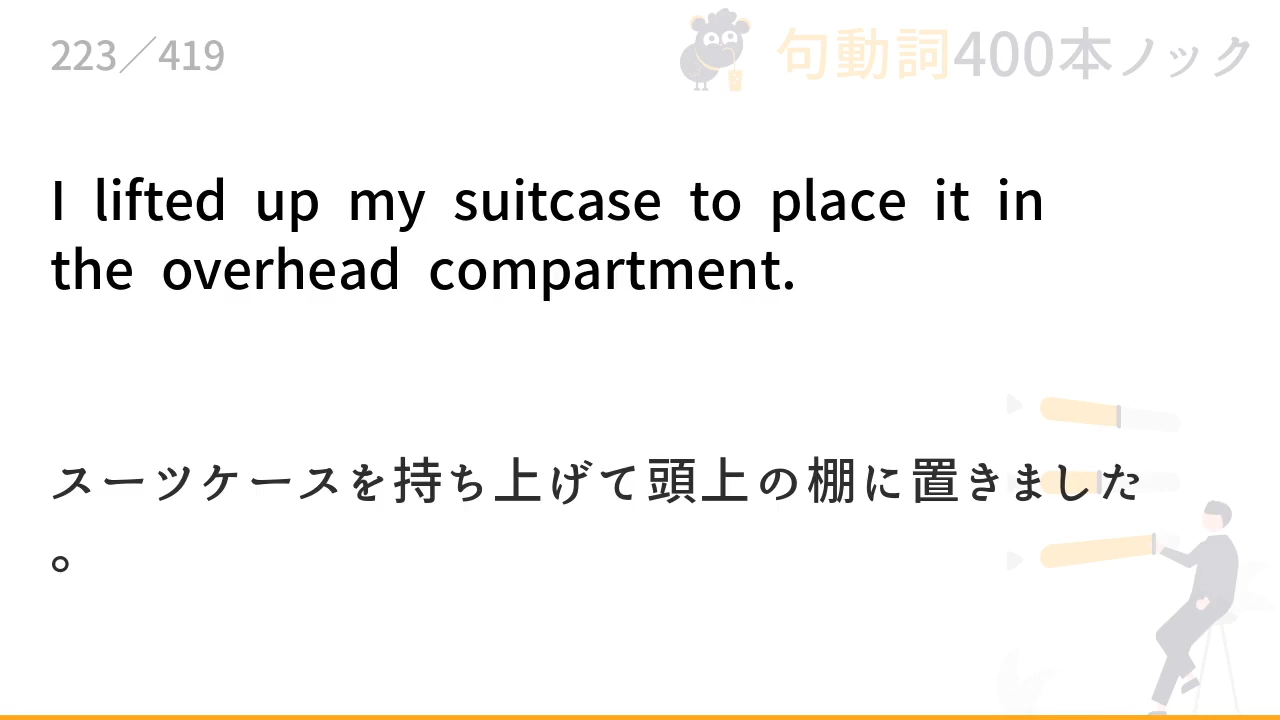 223／419
句動詞400本ノック
I lifted up my suitcase to place it in
the overhead compartment.
スーツケースを持ち上げて頭上の棚に置きました
。